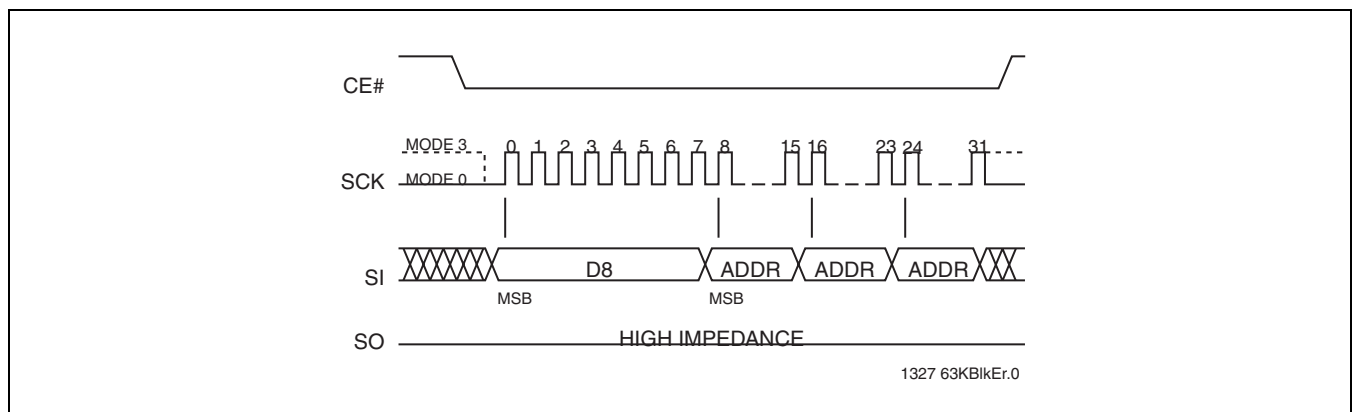 CE#
MODE 3
0 1 2 3 4 5 6 7 8 15 16 23 24 31
SCK
MODE 0
SI
D8 ADDR ADDR ADDR
MSB MSB
SO
HIGH IMPEDANCE
1327 63KBlkEr.0